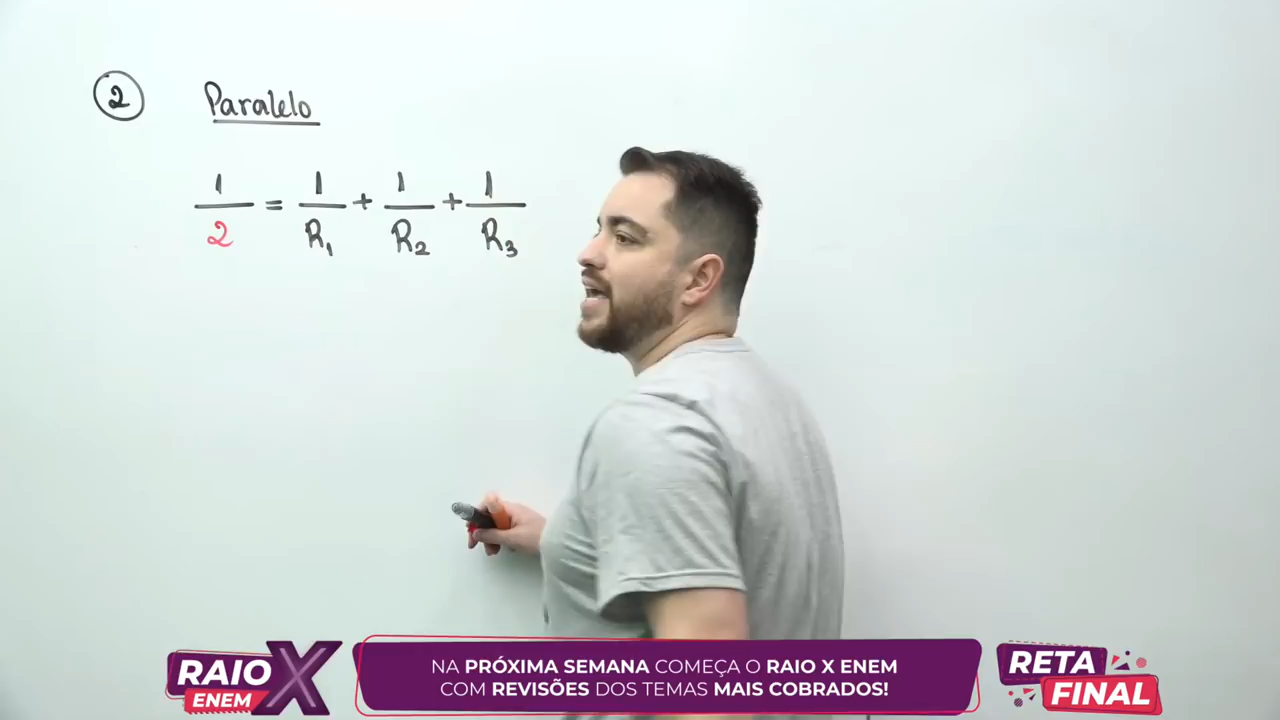 2 Paralelo
1/2 = 1/R₁ + 1/R₂ + 1/R₃
RAIO X
ENEM
NA PRÓXIMA SEMANA COMEÇA O RAIO X ENEM
COM REVISÕES DOS TEMAS MAIS COBRADOS!
RETA
FINAL